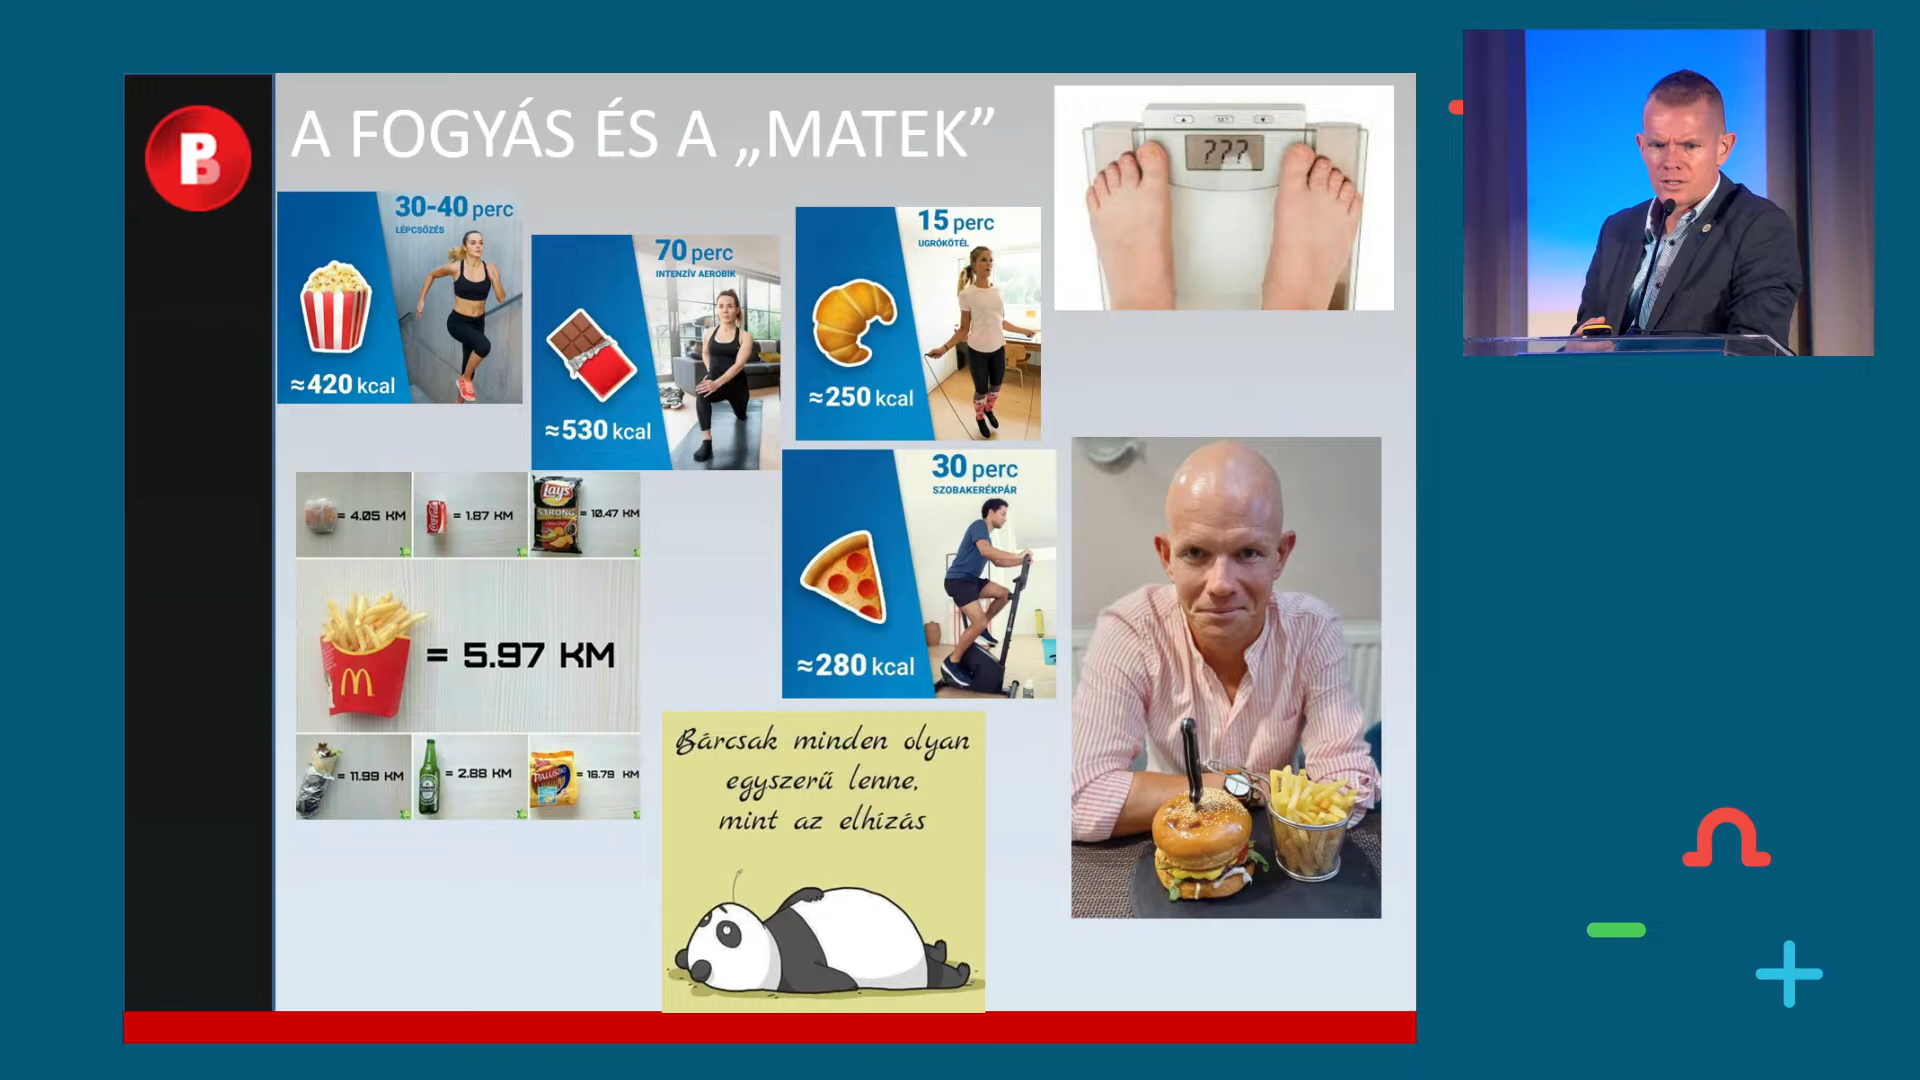 A FOGYÁS ÉS A „MATEK”
???
30-40 perc
LÉPCSŐZÉS
≈420 kcal
70 perc
INTENZÍV AEROBIK
≈530 kcal
15 perc
UGRÓKÖTÉL
≈250 kcal
30 perc
SZOBAKERÉKPÁR
≈280 kcal
= 4.05 KM
= 1.87 KM
Lay's
STRONG
= 10.47 KM
= 5.97 KM
= 11.99 KM
= 2.88 KM
PALUSZKI
= 16.79 KM
Bárcsak minden olyan
egyszerű lenne,
mint az elhízás